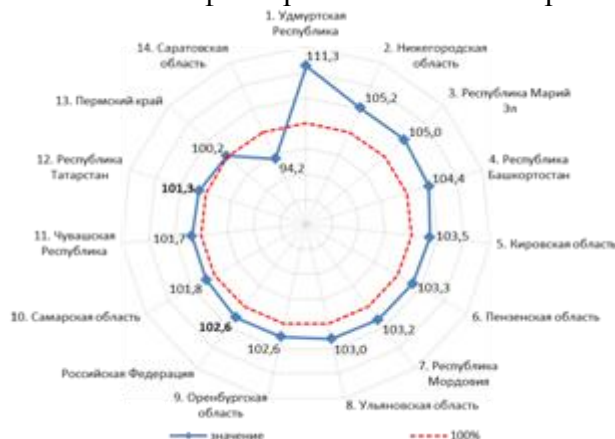 1. Удмуртская
Республика
111,3
2. Нижегородская
область
105,2
3. Республика Марий
Эл
105,0
4. Республика
Башкортостан
104,4
5. Кировская область
103,5
6. Пензенская область
103,3
7. Республика
Мордовия
103,2
8. Ульяновская область
103,0
9. Оренбургская
область
102,6
Российская Федерация
102,6
10. Самарская область
101,8
11. Чувашская
Республика
101,7
12. Республика
Татарстан
101,3
13. Пермский край
100,2
14. Саратовская
область
94,2
значение
100%